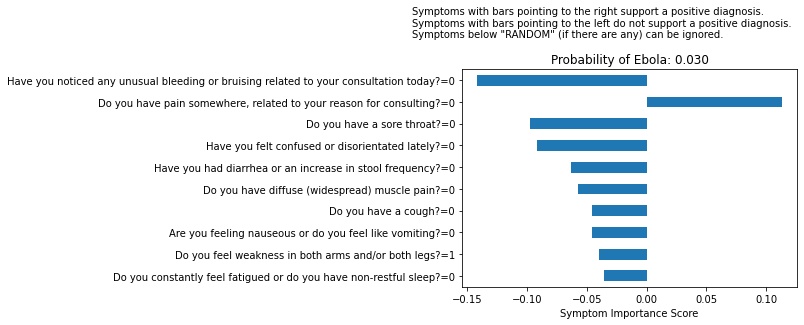 Symptoms with bars pointing to the right support a positive diagnosis.
Symptoms with bars pointing to the left do not support a positive diagnosis.
Symptoms below "RANDOM" (if there are any) can be ignored.
Probability of Ebola: 0.030
Have you noticed any unusual bleeding or bruising related to your consultation today?=0
Do you have pain somewhere, related to your reason for consulting?=0
Do you have a sore throat?=0
Have you felt confused or disorientated lately?=0
Have you had diarrhea or an increase in stool frequency?=0
Do you have diffuse (widespread) muscle pain?=0
Do you have a cough?=0
Are you feeling nauseous or do you feel like vomiting?=0
Do you feel weakness in both arms and/or both legs?=1
Do you constantly feel fatigued or do you have non-restful sleep?=0
−0.15 −0.10 −0.05 0.00 0.05 0.10
Symptom Importance Score